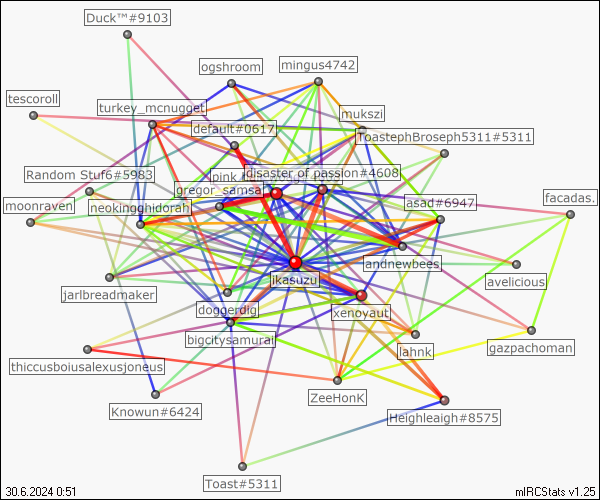 Duck™#9103
ogshroom
mingus4742
tescoroll
turkey_mcnugget
mukszi
default#0617
ToastephBroseph5311#5311
Random Stuf6#5983
disaster of passion#4608
gregor_samsa
moonraven
neokingghidorah
asad#6947
facadas.
andnewbees
jarlbreadmaker
ikasuzu
avelicious
doggerdig
xenoyaut
bigcitysamurai
lahnk
gazpachoman
thiccusboiusalexusjoneus
ZeeHonK
Knowun#6424
Heighleaigh#8575
Toast#5311
30.6.2024 0:51
mIRCStats v1.25